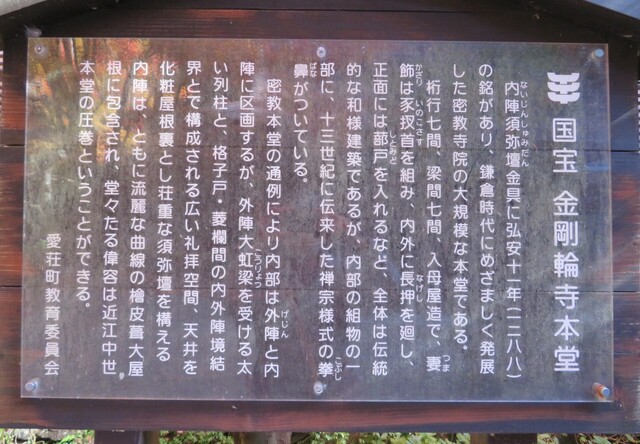 国宝 金剛輪寺本堂
内陣須弥壇金具に弘安十一年（一二八八）
の銘があり、鎌倉時代にめざましく発展
した密教寺院の大規模な本堂である。
桁行七間、梁間七間、入母屋造で、妻
飾は豕扠首を組み、内外に長押を廻し、
正面には蔀戸を入れるなど、全体は伝統
的な和様建築であるが、内部の組物の一
部に、十三世紀に伝来した禅宗様式の拳
鼻がついている。
密教本堂の通例により内部は外陣と内
陣に区画するが、外陣大虹梁を受ける太
い列柱と、格子戸・菱欄間の内外陣境結
界とで構成される広い礼拝空間、天井を
化粧屋根裏とし荘重な須弥壇を構える
内陣は、ともに流麗な曲線の檜皮葺大屋
根に包含され、堂々たる偉容は近江中世
本堂の圧巻ということができる。
愛荘町教育委員会